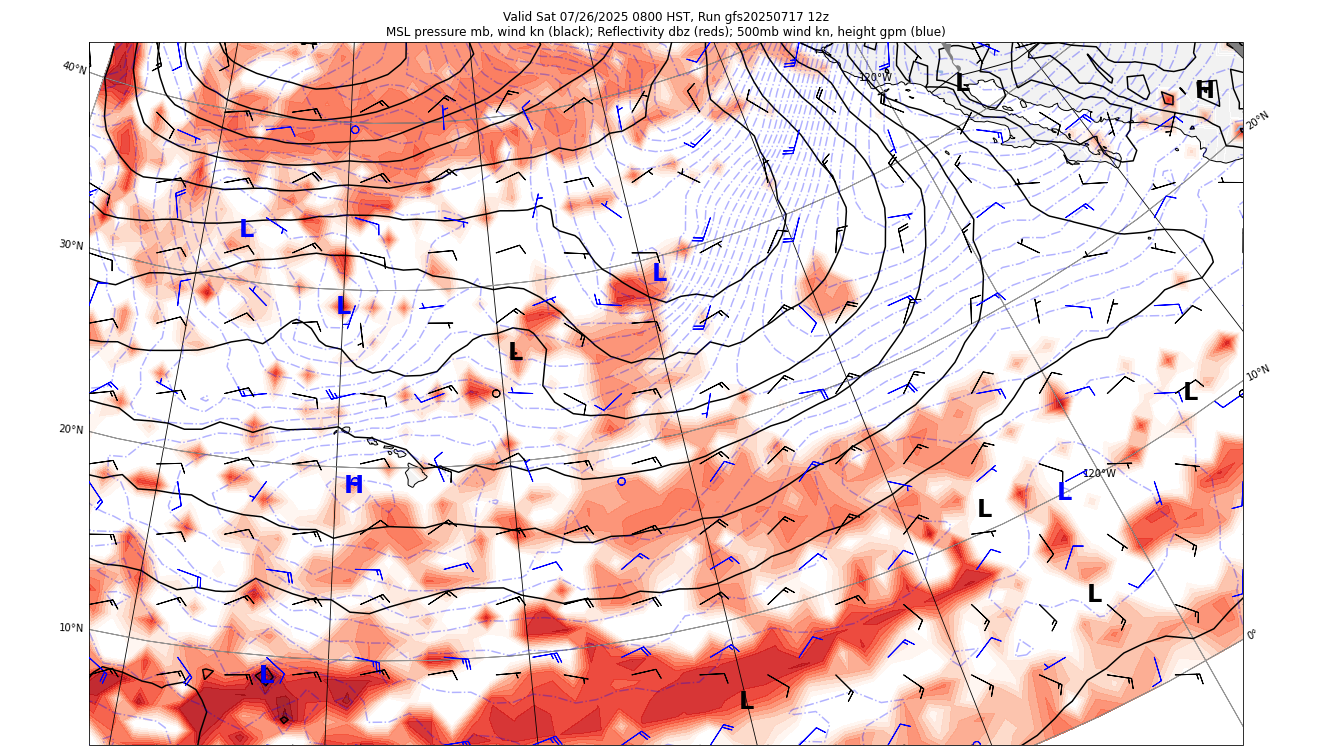 Valid Sat 07/26/2025 0800 HST, Run gfs20250717 12z
MSL pressure mb, wind kn (black); Reflectivity dbz (reds); 500mb wind kn, height gpm (blue)
40°N
120°W
L
H
20°N
L
30°N
L
L
L
10°N
L
20°N
120°W
H
L
L
L
10°N
0°
L
L